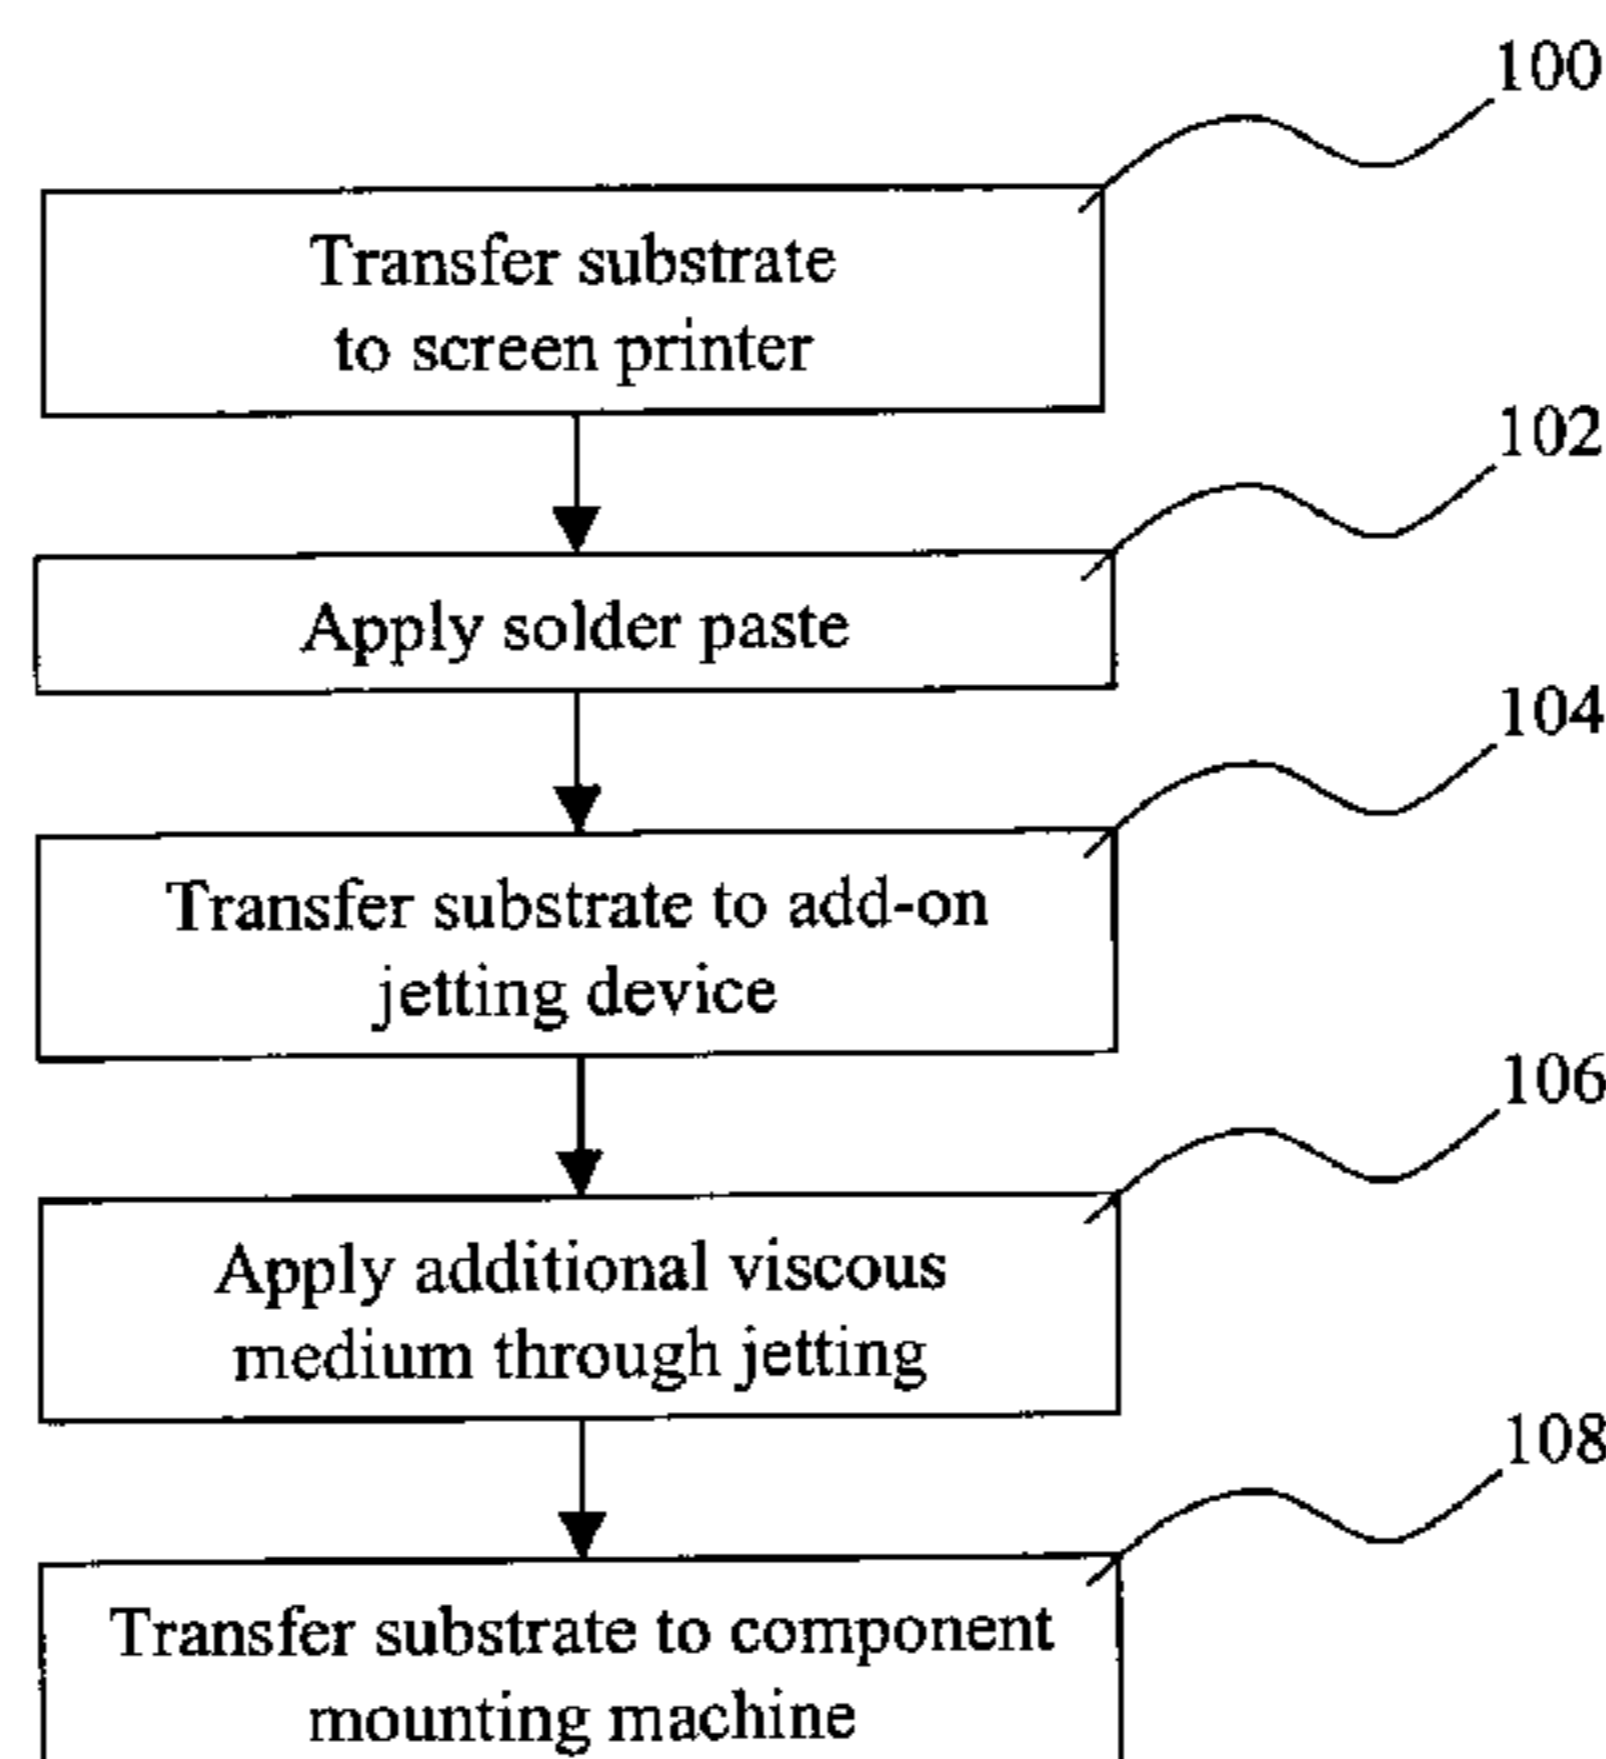 100
Transfer substrate
to screen printer
102
Apply solder paste
104
Transfer substrate to add-on
jetting device
106
Apply additional viscous
medium through jetting
108
Transfer substrate to component
mounting machine